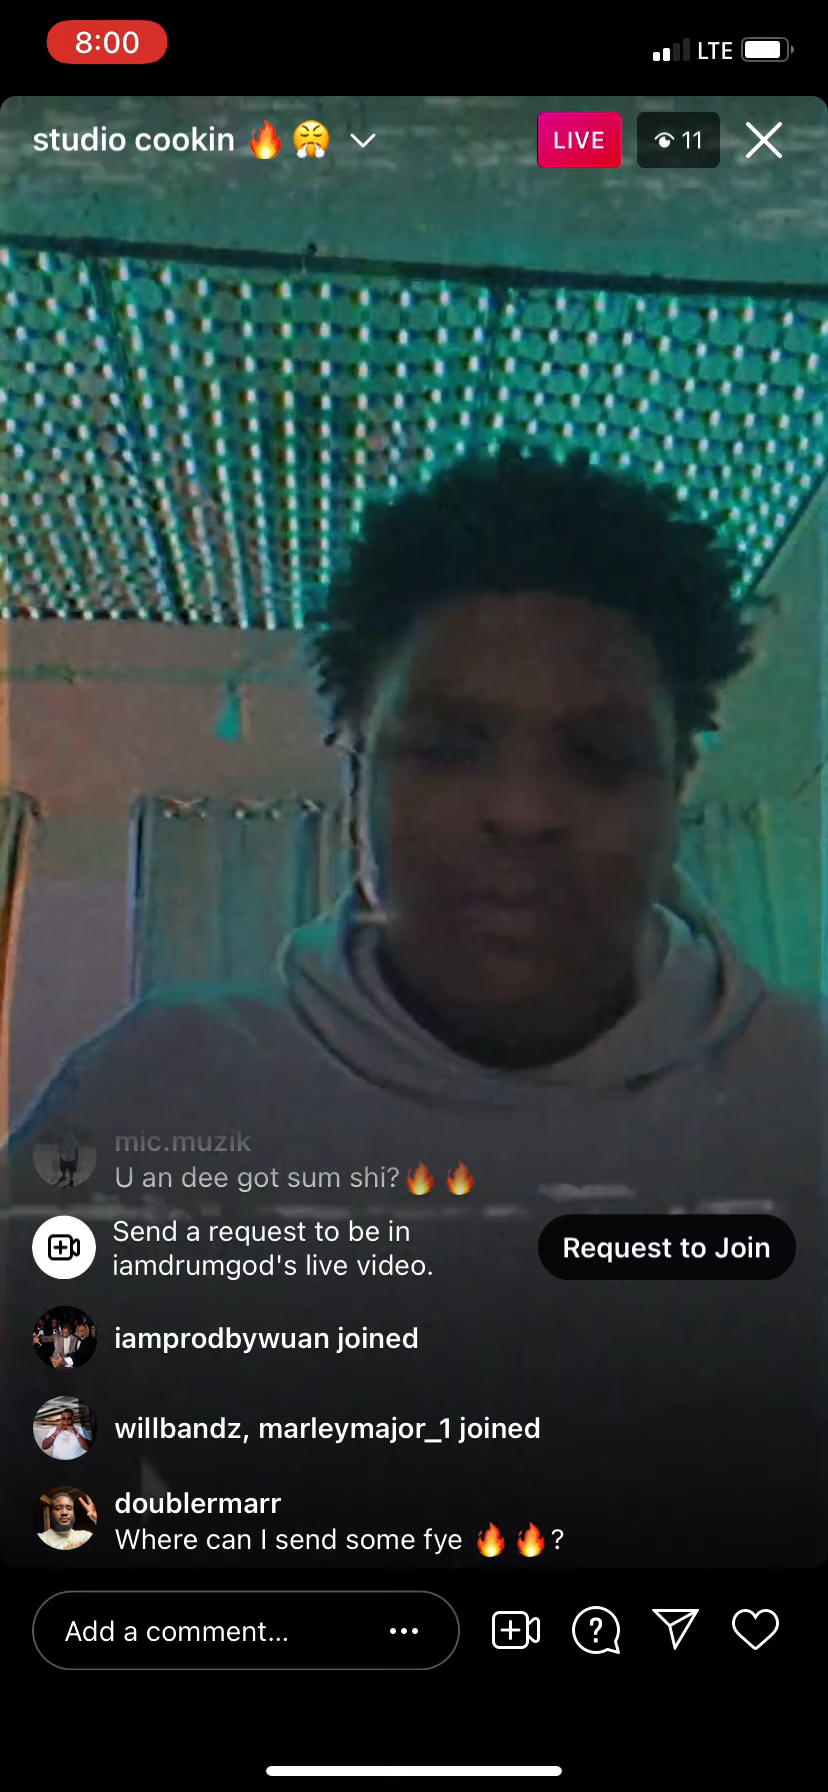 8:00
LTE
studio cookin 🔥 😤
LIVE
11
mic.muzik
U an dee got sum shi?🔥 🔥
Send a request to be in
iamdrumgod's live video.
Request to Join
iamprodbywuan joined
willbandz, marleymajor_1 joined
doublermarr
Where can I send some fye 🔥 🔥?
Add a comment...